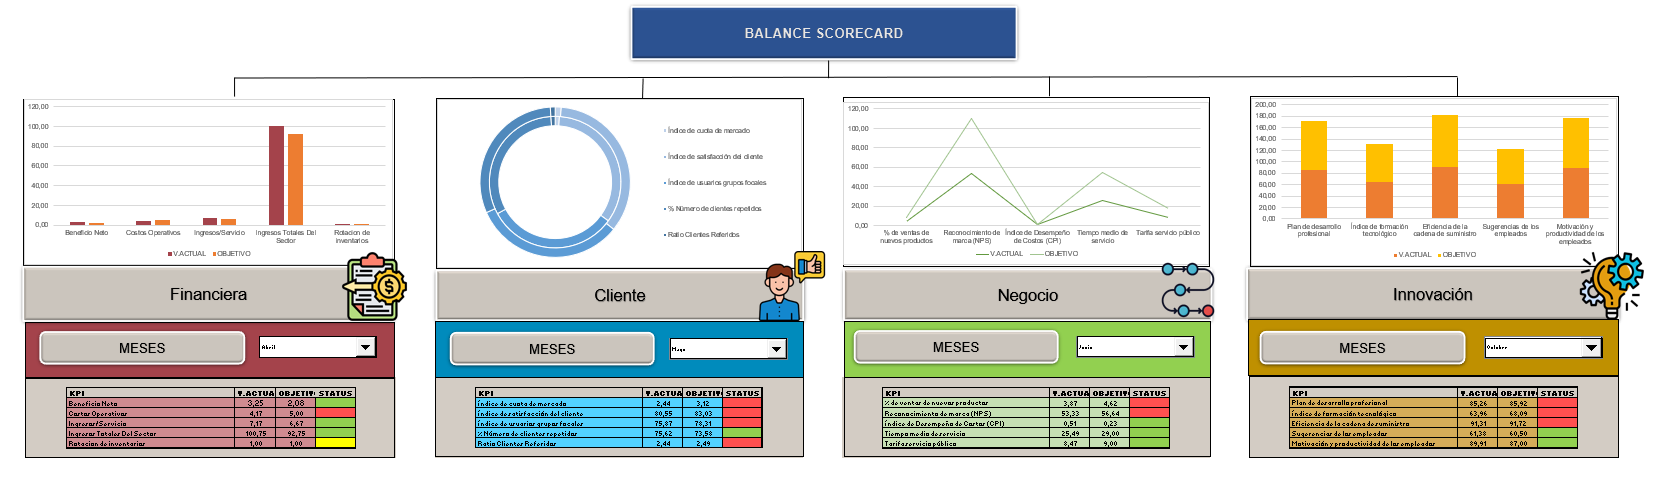 BALANCE SCORECARD
120,00
100,00
80,00
60,00
40,00
20,00
0,00
Beneficio Neto
Costos Operativos
Ingresos/Servicio
Ingresos Totales Del
Sector
Rotacion de
inventarios
V.ACTUAL
OBJETIVO
Financiera
MESES
Abril
KPI V.ACTUA OBJETIV STATUS
Beneficio Neto 3,25 2,08
Costos Operativos 4,17 5,00
Ingresos/Servicio 7,17 6,67
Ingresos Totales Del Sector 100,75 92,75
Rotacion de inventarios 1,00 1,00
Índice de cuota de mercado
Índice de satisfacción del cliente
Índice de usuarios grupos focales
% Número de clientes repetidos
Ratio Clientes Referidos
Cliente
MESES
Mayo
KPI V.ACTUA OBJETIV STATUS
Índice de cuota de mercado 2,44 3,12
Índice de satisfacción del cliente 80,55 83,03
Índice de usuarios grupos focales 75,87 78,31
% Número de clientes repetidos 75,62 73,58
Ratio Clientes Referidos 2,44 2,49
120,00
100,00
80,00
60,00
40,00
20,00
0,00
% de ventas de
nuevos productos
Reconocimiento de
marca (NPS)
Índice de Desempeño
de Costos (CPI)
Tiempo medio de
servicio
Tarifa servicio público
V.ACTUAL
OBJETIVO
Negocio
MESES
Junio
KPI V.ACTUA OBJETIV STATUS
% de ventas de nuevos productos 3,87 4,62
Reconocimiento de marca (NPS) 53,33 56,64
Índice de Desempeño de Costos (CPI) 0,51 0,23
Tiempo medio de servicio 25,49 29,00
Tarifa servicio público 8,47 9,00
200,00
180,00
160,00
140,00
120,00
100,00
80,00
60,00
40,00
20,00
0,00
Plan de desarrollo
profesional
Índice de formación
tecnológico
Eficiencia de la
cadena de suministro
Sugerencias de los
empleados
Motivación y
productividad de los
empleados
V.ACTUAL
OBJETIVO
Innovación
MESES
Octubre
KPI V.ACTUA OBJETIV STATUS
Plan de desarrollo profesional 85,26 85,92
Índice de formación tecnológica 63,96 68,09
Eficiencia de la cadena de suministro 91,31 91,72
Sugerencias de los empleados 61,38 60,50
Motivación y productividad de los empleados 89,91 87,00